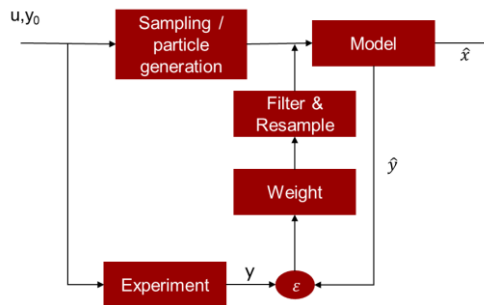 u,y₀
Sampling /
particle
generation
Model
x̂
Filter &
Resample
ŷ
Weight
Experiment
y
ε